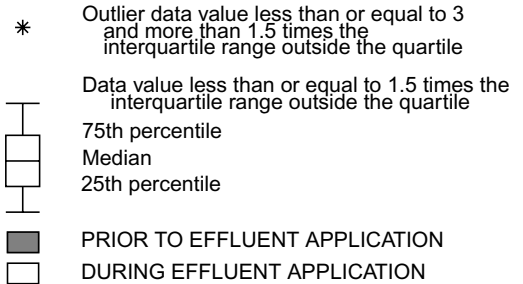 Outlier data value less than or equal to 3
and more than 1.5 times the
interquartile range outside the quartile
Data value less than or equal to 1.5 times the
interquartile range outside the quartile
75th percentile
Median
25th percentile
PRIOR TO EFFLUENT APPLICATION
DURING EFFLUENT APPLICATION